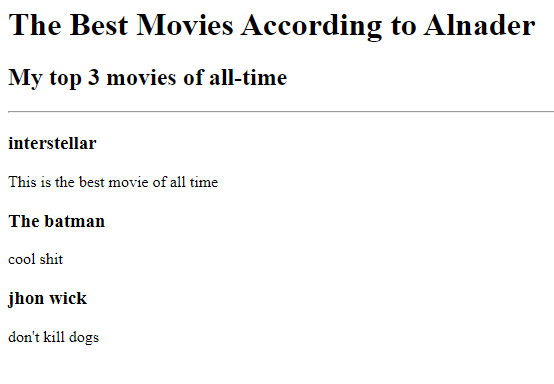 The Best Movies According to Alnader
My top 3 movies of all-time
interstellar
This is the best movie of all time
The batman
cool shit
jhon wick
don't kill dogs